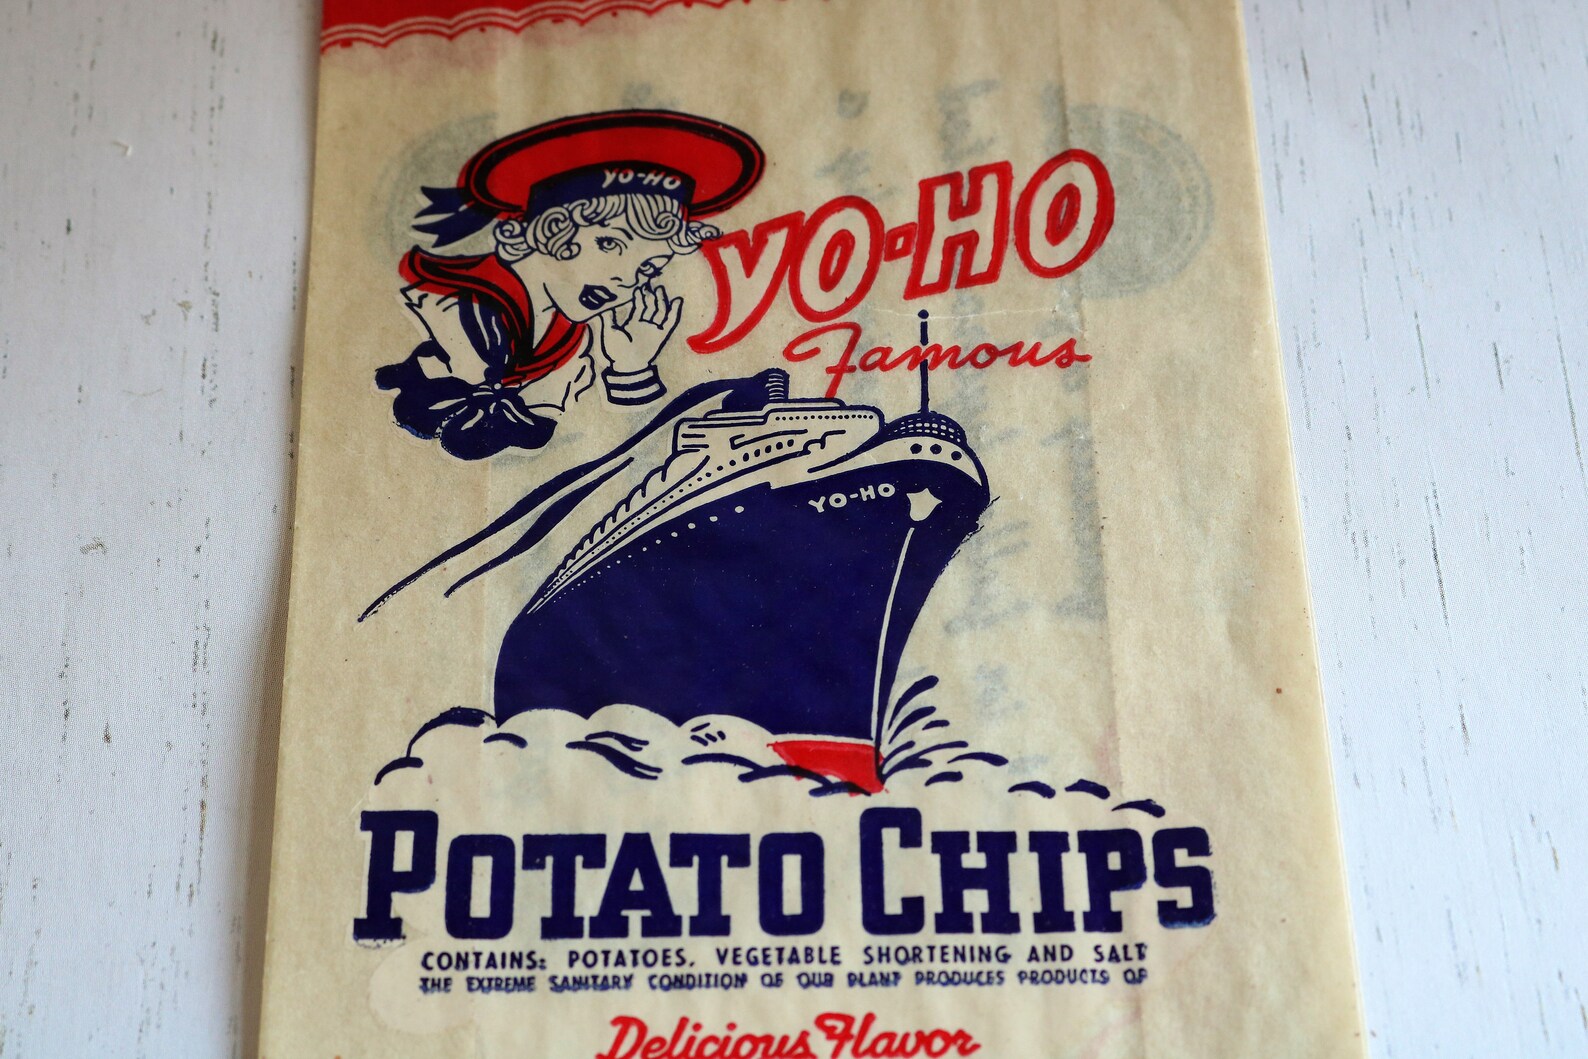 YO-HO
YO-HO
Famous
YO-HO
POTATO CHIPS
CONTAINS: POTATOES, VEGETABLE SHORTENING AND SALT
THE EXTREME SANITARY CONDITION OF OUR PLANT PRODUCES PRODUCTS OF
Delicious Flavor